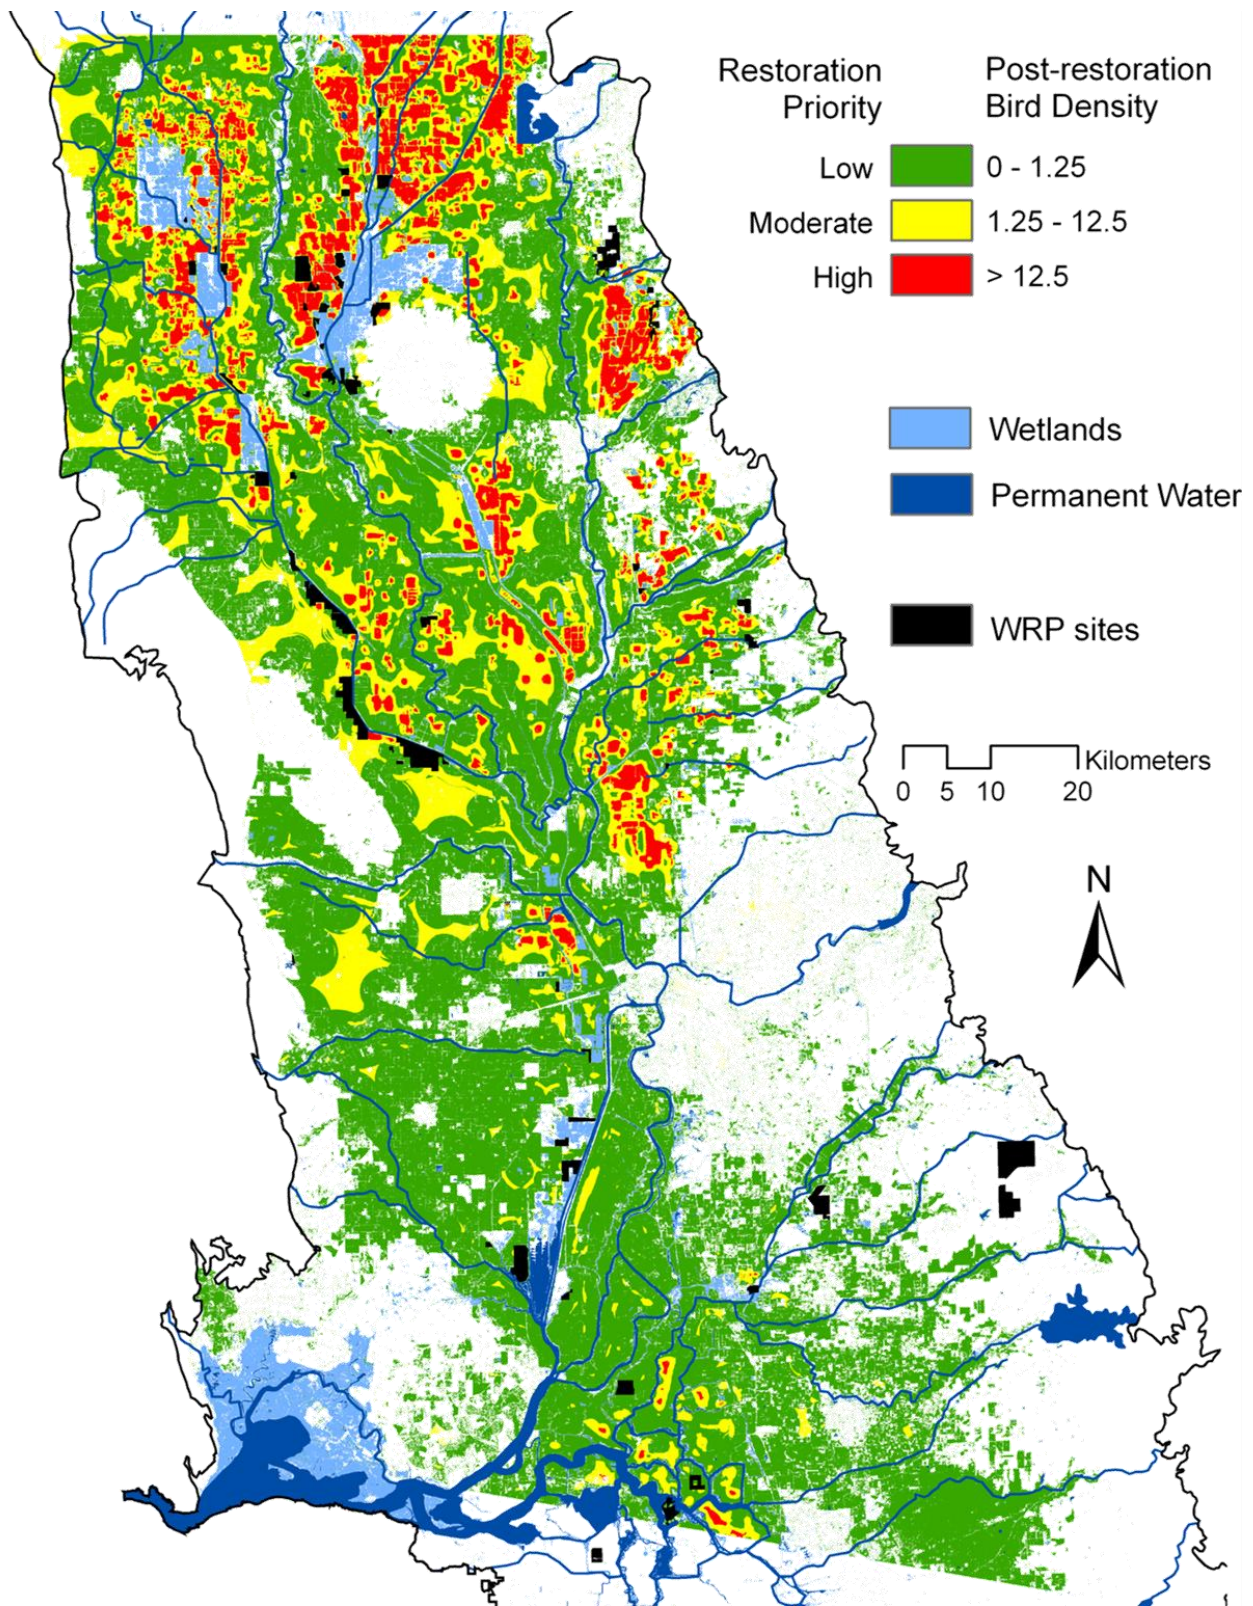 Restoration Priority
Post-restoration Bird Density
Low
0 - 1.25
Moderate
1.25 - 12.5
High
> 12.5
Wetlands
Permanent Water
WRP sites
Kilometers
0 5 10 20
N